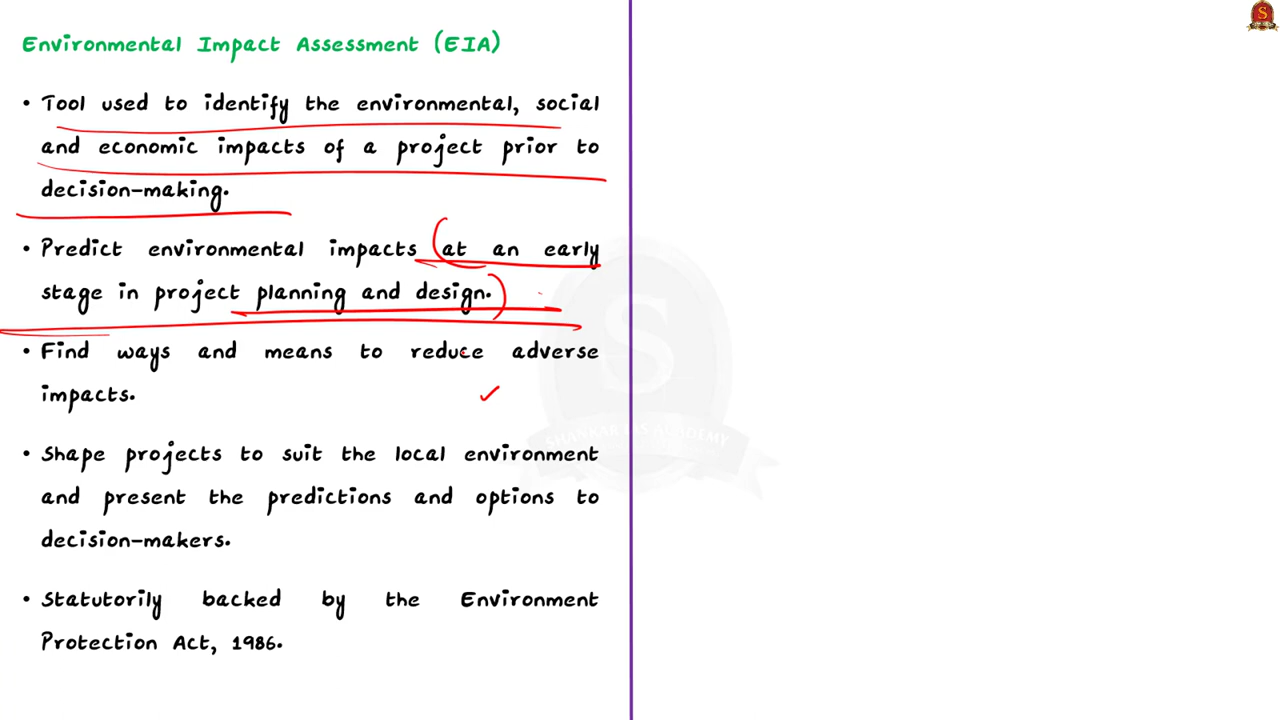 Environmental Impact Assessment (EIA)
• Tool used to identify the environmental, social
and economic impacts of a project prior to
decision-making.
• Predict environmental impacts at an early
stage in project planning and design.
• Find ways and means to reduce adverse
impacts.
• Shape projects to suit the local environment
and present the predictions and options to
decision-makers.
• Statutorily backed by the Environment
Protection Act, 1986.
S
SHANKAR IAS ACADEMY